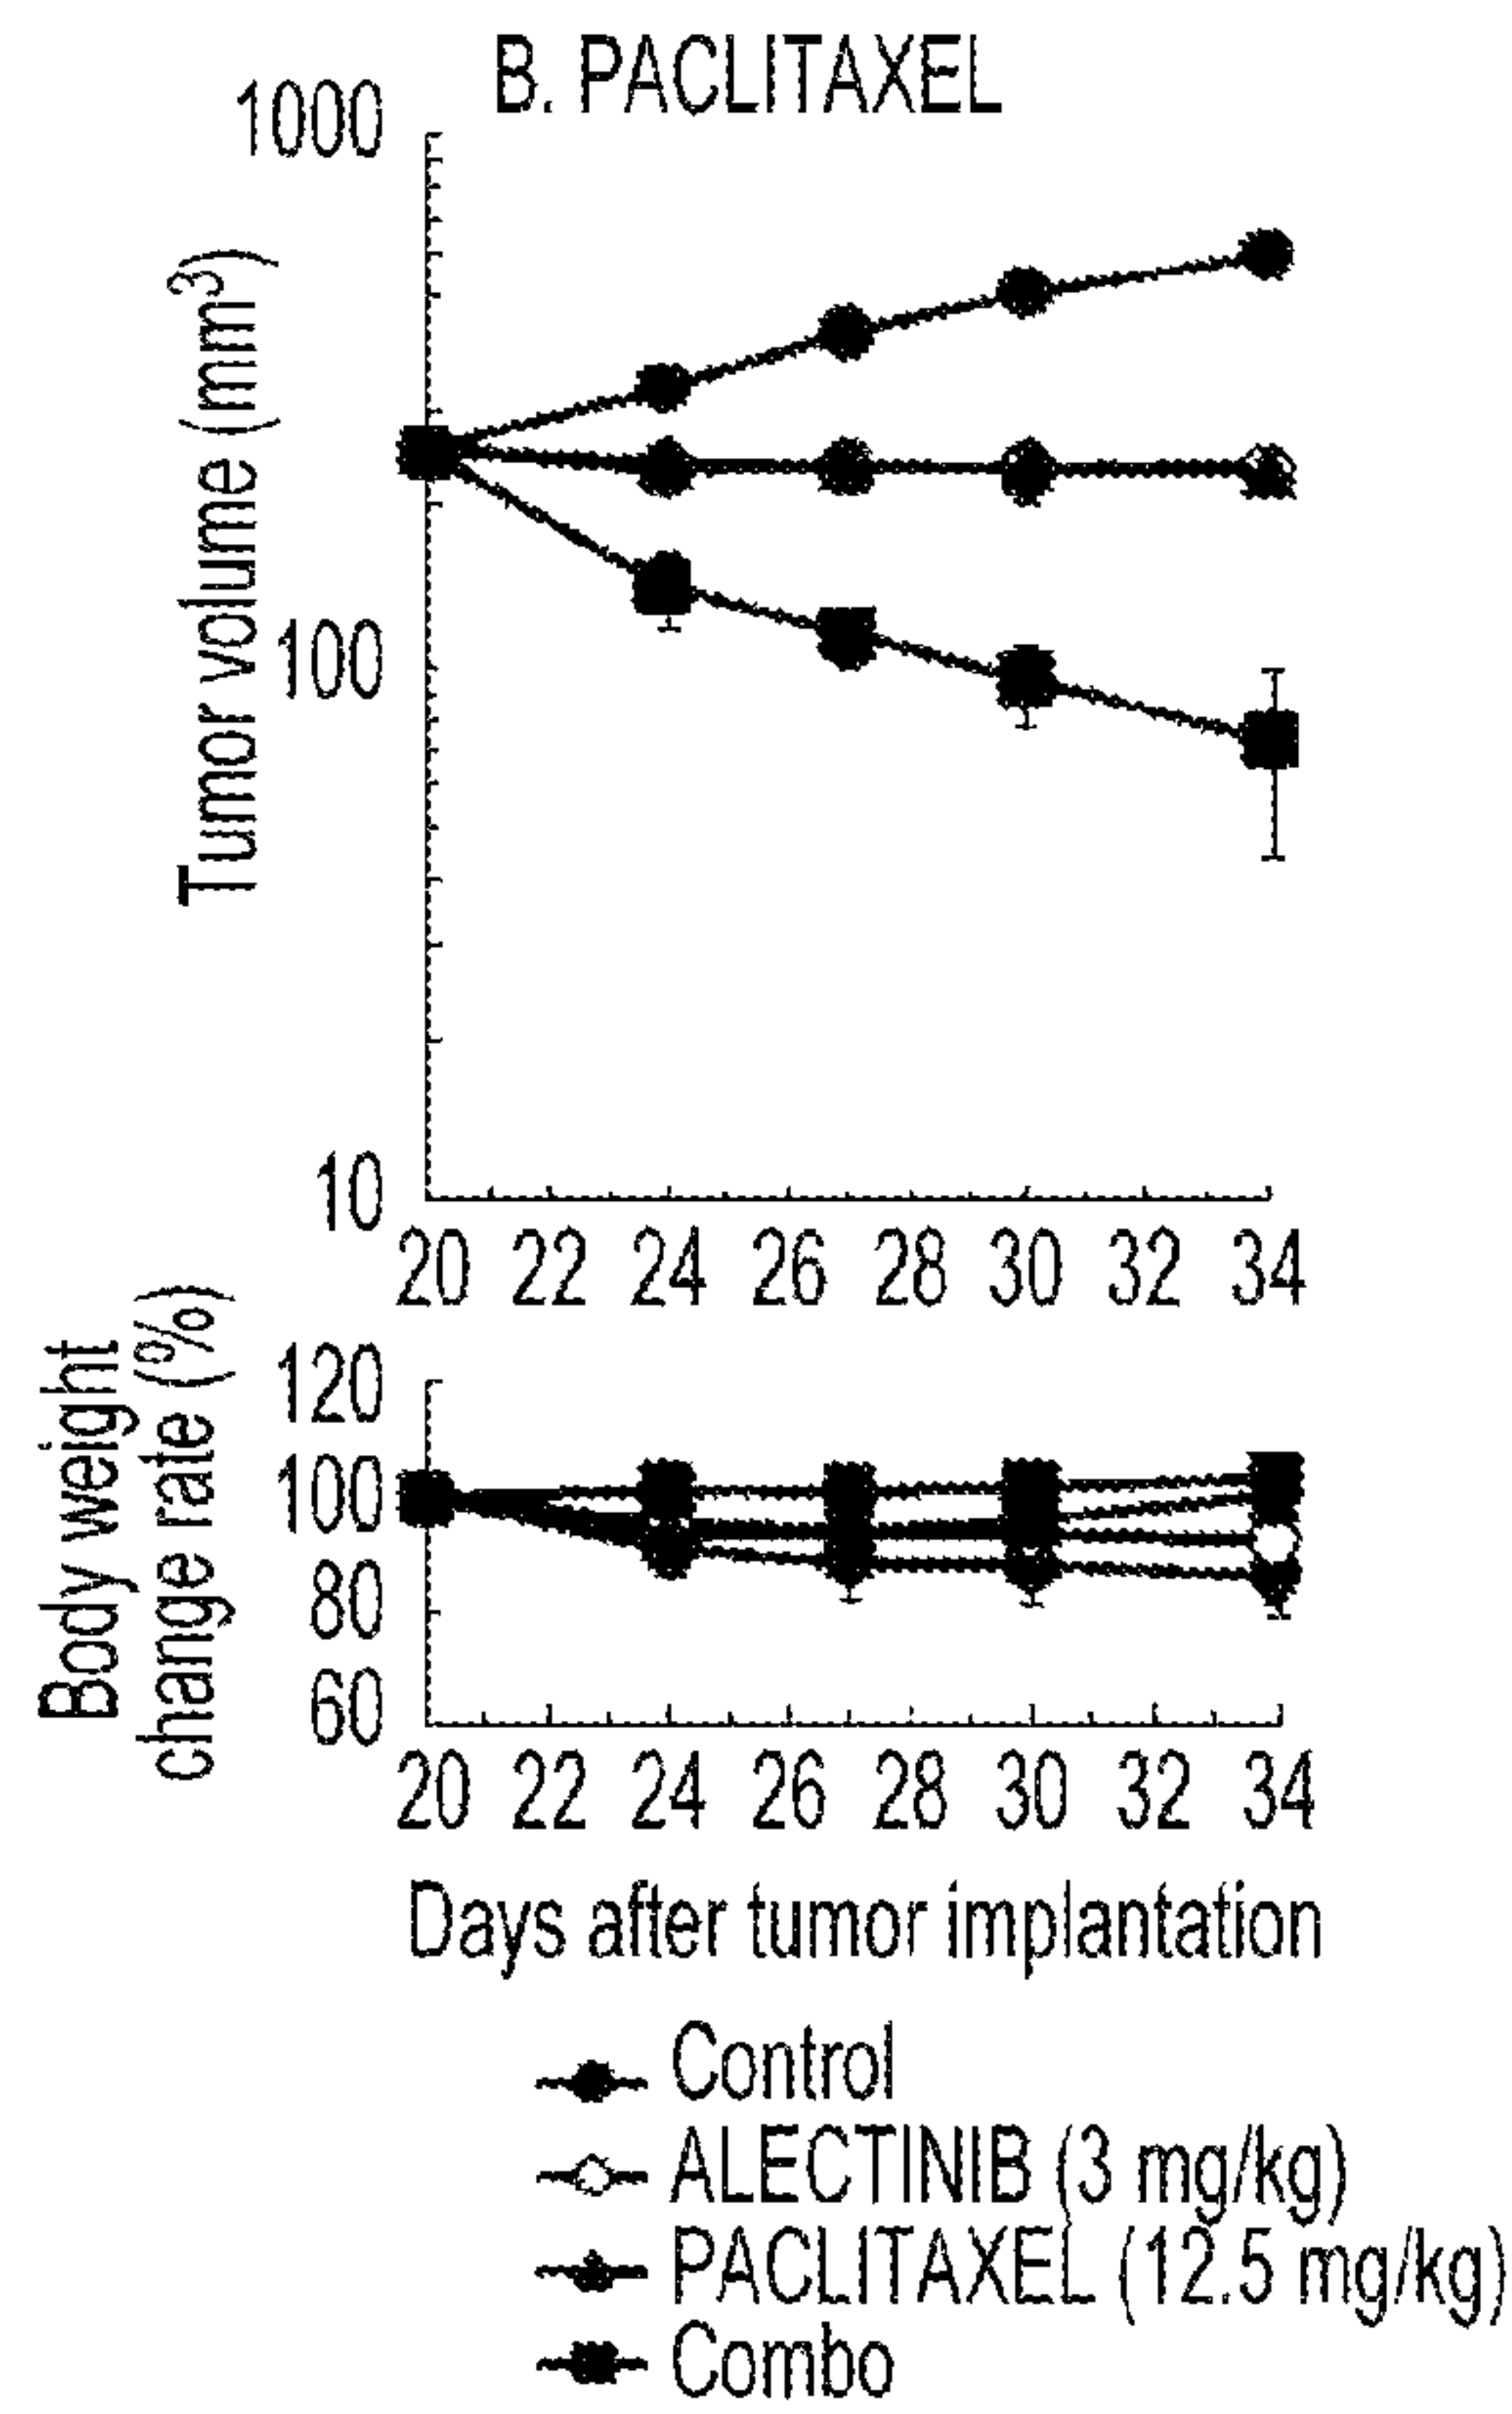 B. PACLITAXEL
Tumor volume (mm³)
1000
100
10
20 22 24 26 28 30 32 34
Body weight
change rate (%)
120
100
80
60
20 22 24 26 28 30 32 34
Days after tumor implantation
Control
ALECTINIB (3 mg/kg)
PACLITAXEL (12.5 mg/kg)
Combo